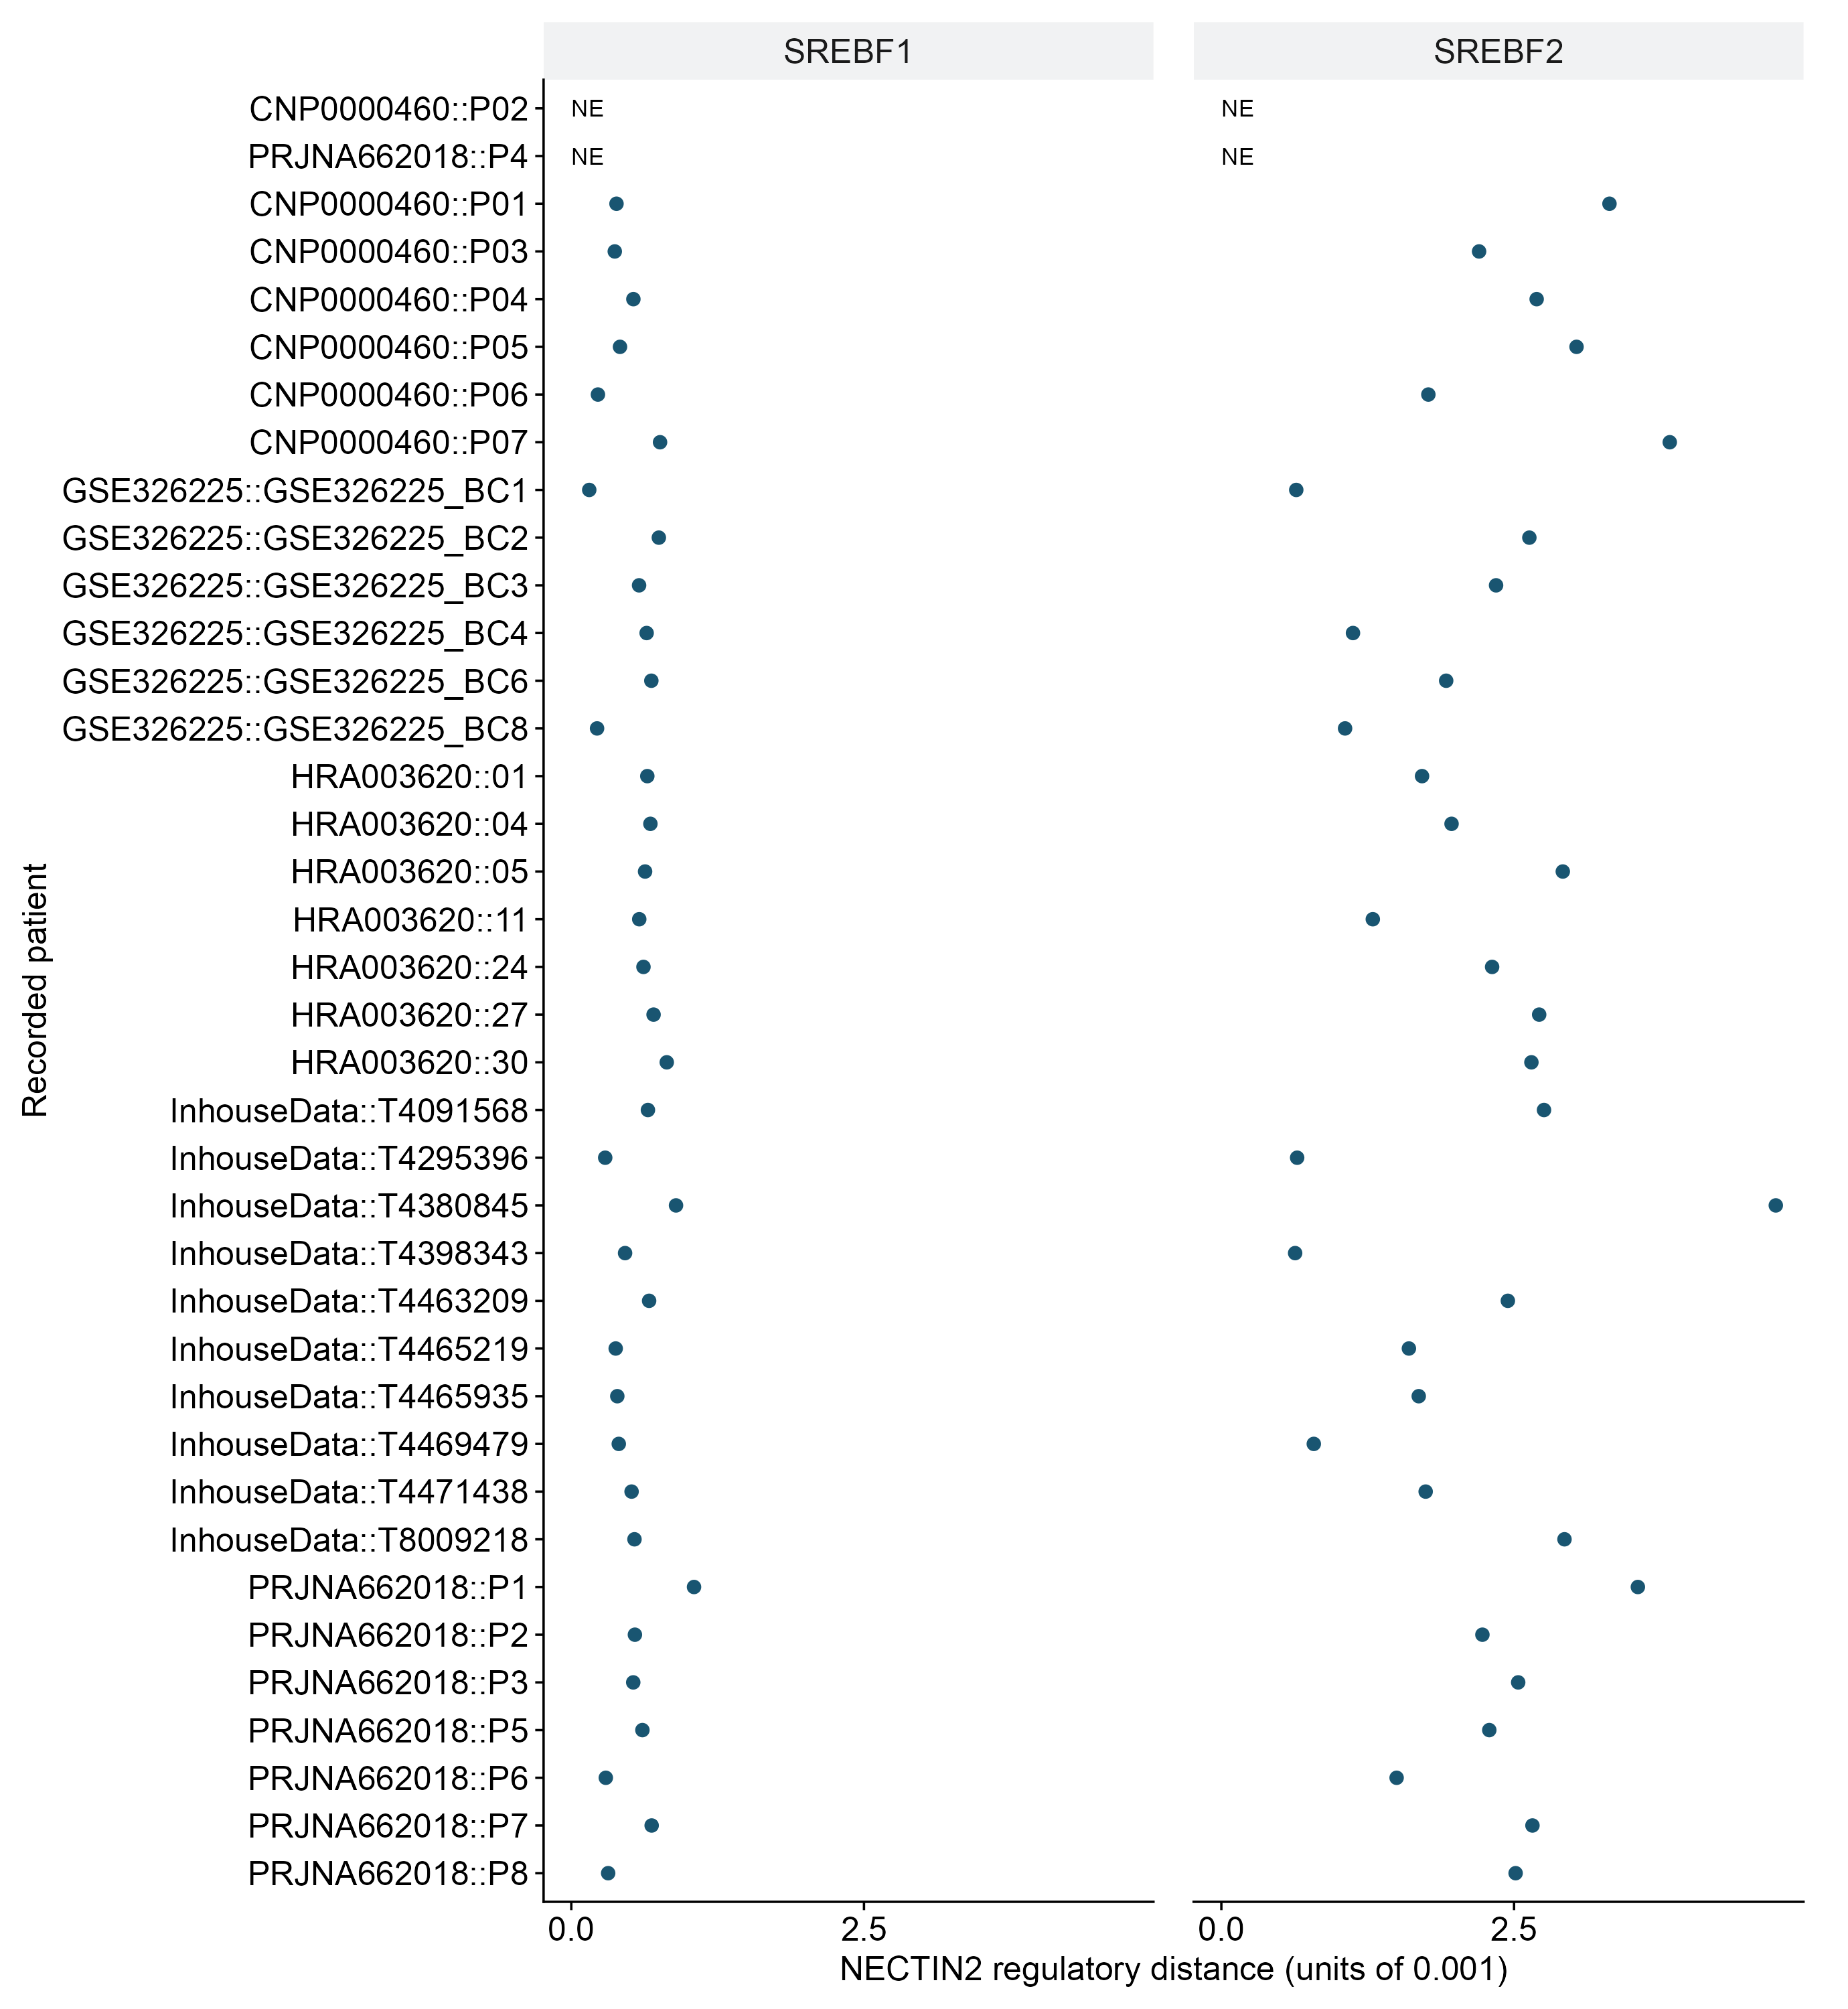 SREBF1 SREBF2
CNP0000460::P02 NE NE
PRJNA662018::P4 NE NE
CNP0000460::P01
CNP0000460::P03
CNP0000460::P04
CNP0000460::P05
CNP0000460::P06
CNP0000460::P07
GSE326225::GSE326225_BC1
GSE326225::GSE326225_BC2
GSE326225::GSE326225_BC3
GSE326225::GSE326225_BC4
GSE326225::GSE326225_BC6
GSE326225::GSE326225_BC8
HRA003620::01
HRA003620::04
HRA003620::05
HRA003620::11
HRA003620::24
HRA003620::27
HRA003620::30
InhouseData::T4091568
InhouseData::T4295396
InhouseData::T4380845
InhouseData::T4398343
InhouseData::T4463209
InhouseData::T4465219
InhouseData::T4465935
InhouseData::T4469479
InhouseData::T4471438
InhouseData::T8009218
PRJNA662018::P1
PRJNA662018::P2
PRJNA662018::P3
PRJNA662018::P5
PRJNA662018::P6
PRJNA662018::P7
PRJNA662018::P8
Recorded patient
0.0 2.5 0.0 2.5
NECTIN2 regulatory distance (units of 0.001)